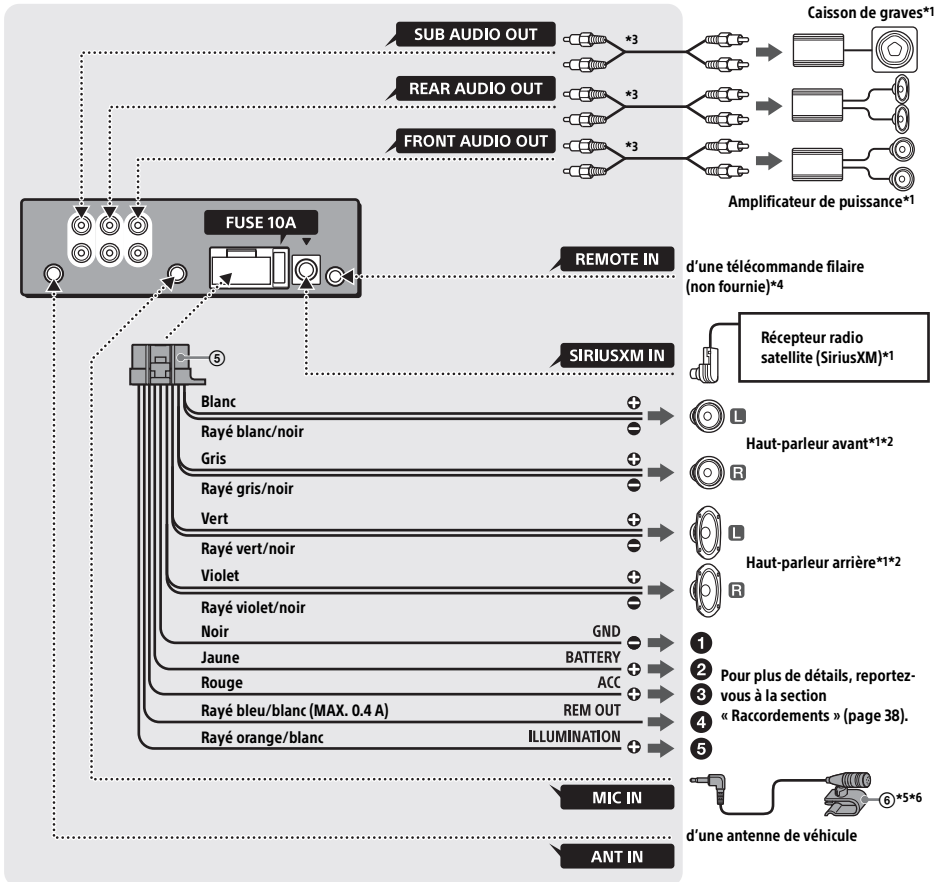 Caisson de graves*1
SUB AUDIO OUT
*3
REAR AUDIO OUT
*3
FRONT AUDIO OUT
*3
Amplificateur de puissance*1
FUSE 10A
REMOTE IN
d'une télécommande filaire
(non fournie)*4
SIRIUSXM IN
Récepteur radio
satellite (SiriusXM)*1
⑤
Blanc
Rayé blanc/noir
L
Haut-parleur avant*1*2
Gris
Rayé gris/noir
R
Vert
Rayé vert/noir
L
Haut-parleur arrière*1*2
Violet
Rayé violet/noir
R
Noir GND ❶
Jaune BATTERY ❷
Rouge ACC ❸
Rayé bleu/blanc (MAX. 0.4 A) REM OUT ❹
Rayé orange/blanc ILLUMINATION ❺
Pour plus de détails, reportez-
vous à la section
« Raccordements » (page 38).
MIC IN
⑥*5*6
d'une antenne de véhicule
ANT IN